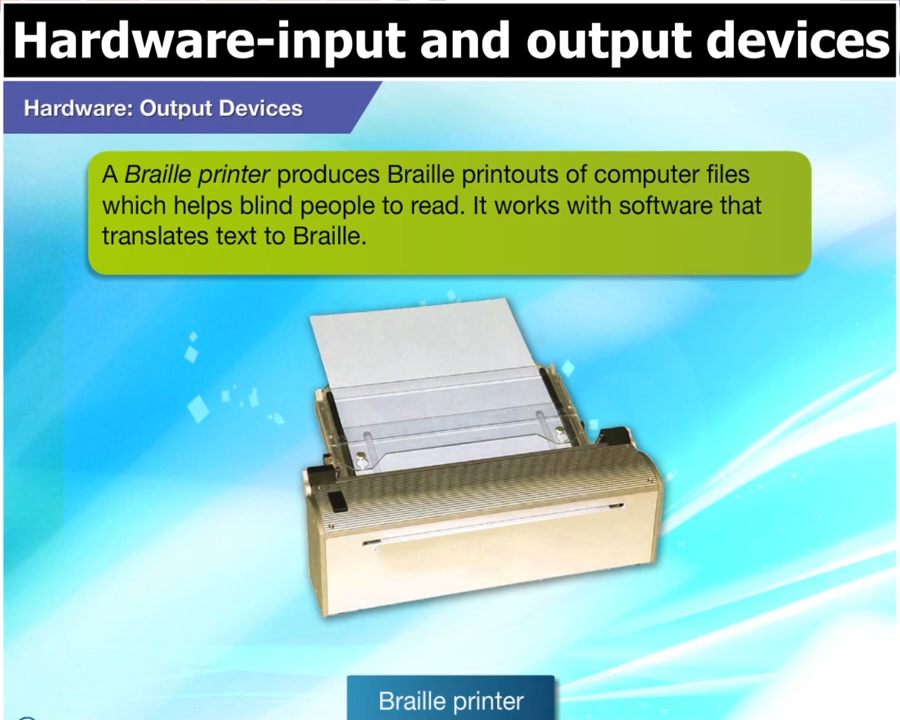 Hardware-input and output devices
Hardware: Output Devices
A Braille printer produces Braille printouts of computer files
which helps blind people to read. It works with software that
translates text to Braille.
Braille printer